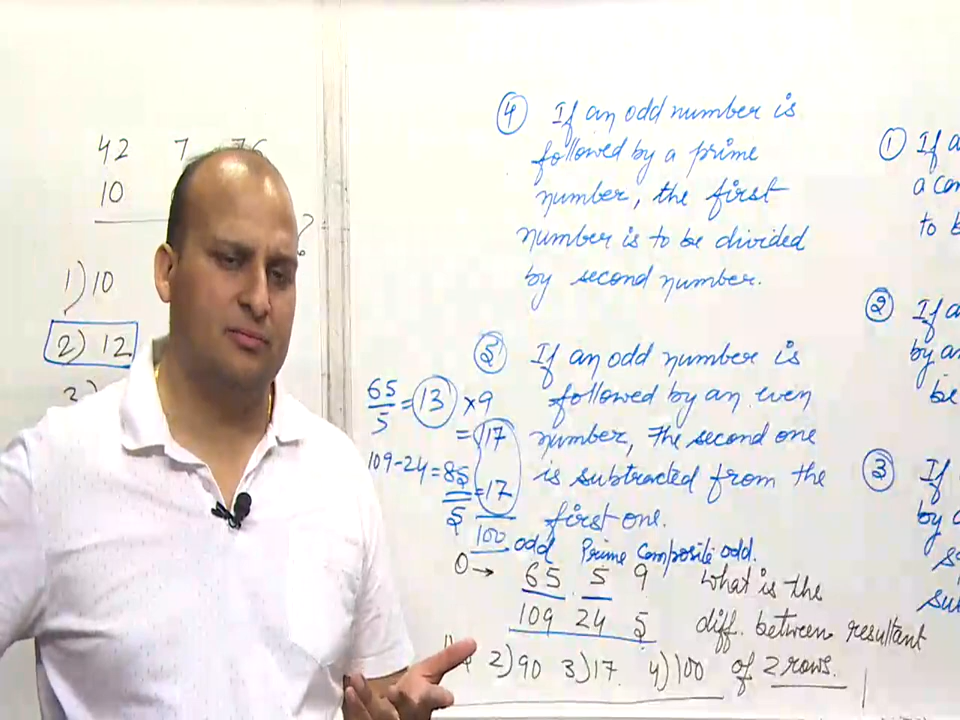 42 7 76
10
?
1) 10
2) 12
④ If an odd number is
followed by a prime
number, the first
number is to be divided
by second number.
⑤ If an odd number is
followed by an even
number, The second one
is subtracted from the
first one.
65/5 = 13 × 9
= 117
109-24 = 85/5 = 17
100
odd Prime Composite odd.
→ 65 5 9
109 24 5
What is the
diff. between resultant
of 2 rows.
2) 90 3) 17 4) 100
① If a
a co
to b
② If a
by a
be
③ If
by
su